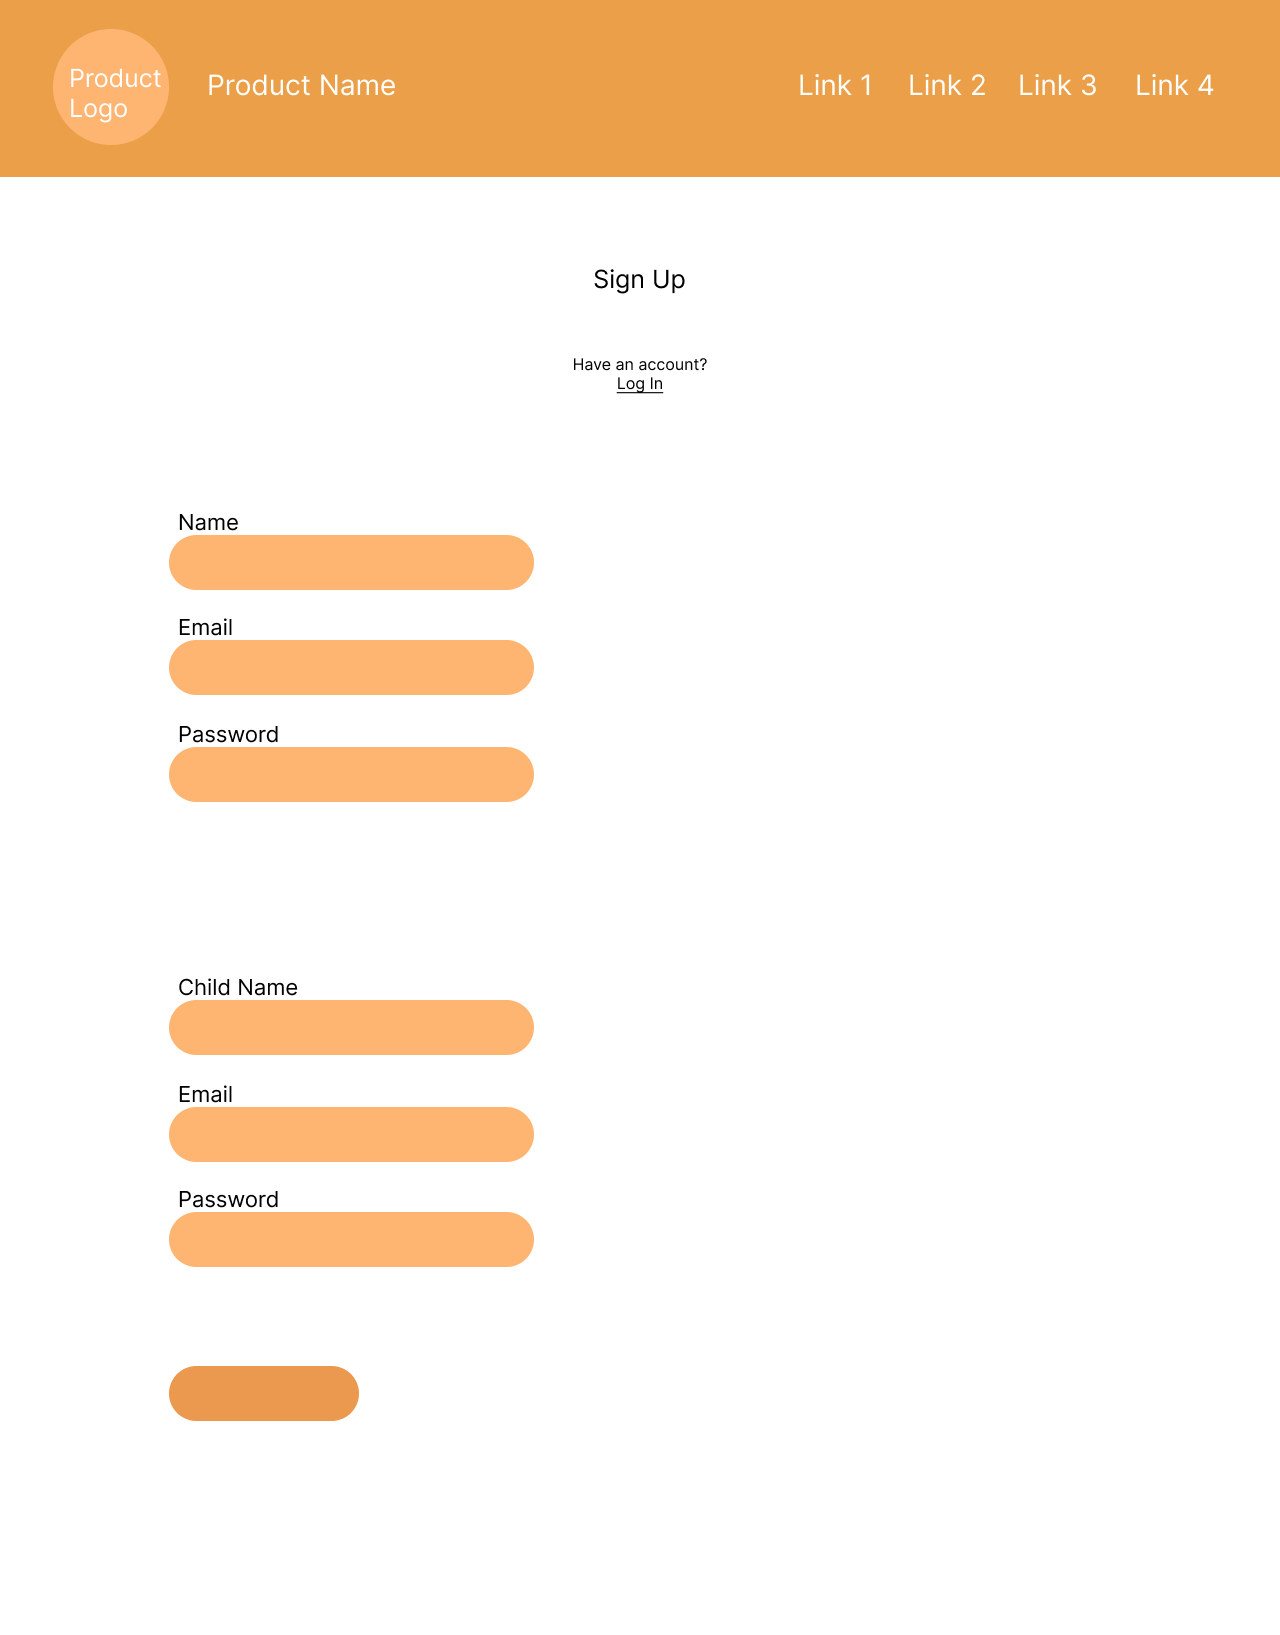 Product
Logo
Product Name
Link 1
Link 2
Link 3
Link 4
Sign Up
Have an account?
Log In
Name
Email
Password
Child Name
Email
Password